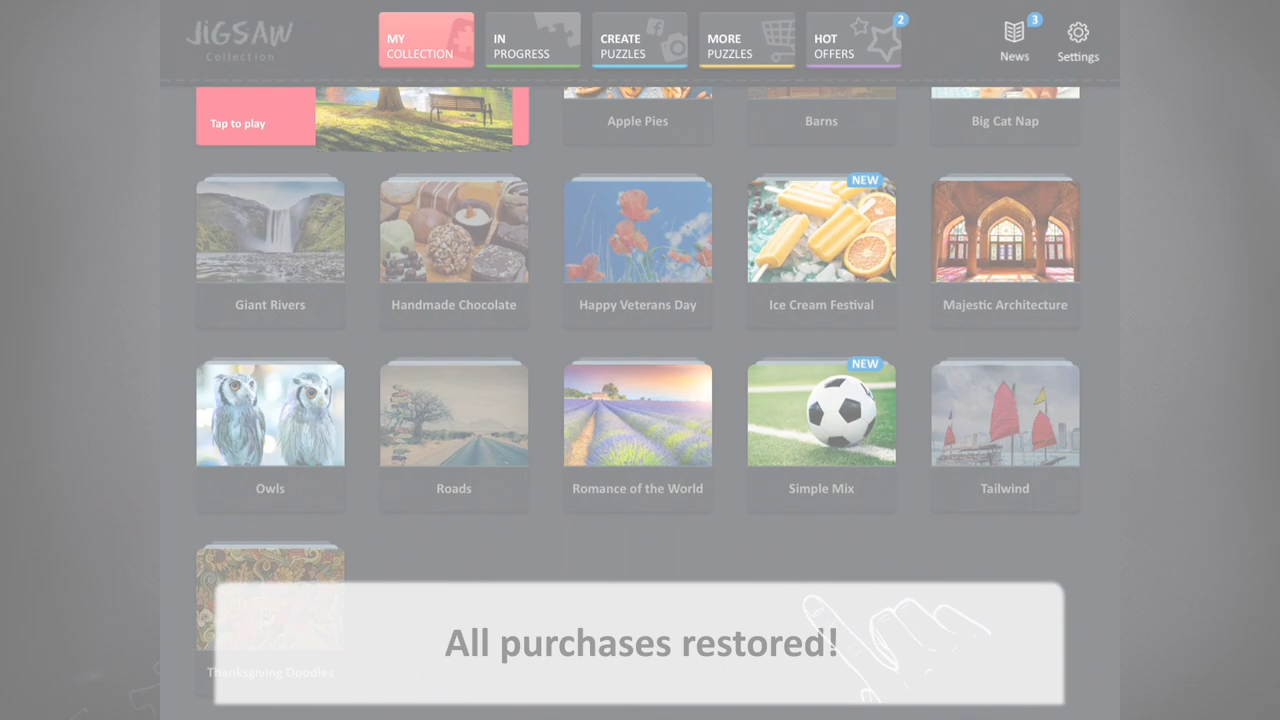 JiGSAW
Collection
MY
COLLECTION
IN
PROGRESS
CREATE
PUZZLES
MORE
PUZZLES
HOT
OFFERS
2
3
News
Settings
Tap to play
Apple Pies
Barns
Big Cat Nap
NEW
Giant Rivers
Handmade Chocolate
Happy Veterans Day
Ice Cream Festival
Majestic Architecture
NEW
Owls
Roads
Romance of the World
Simple Mix
Tailwind
All purchases restored!
Thanksgiving Doodles